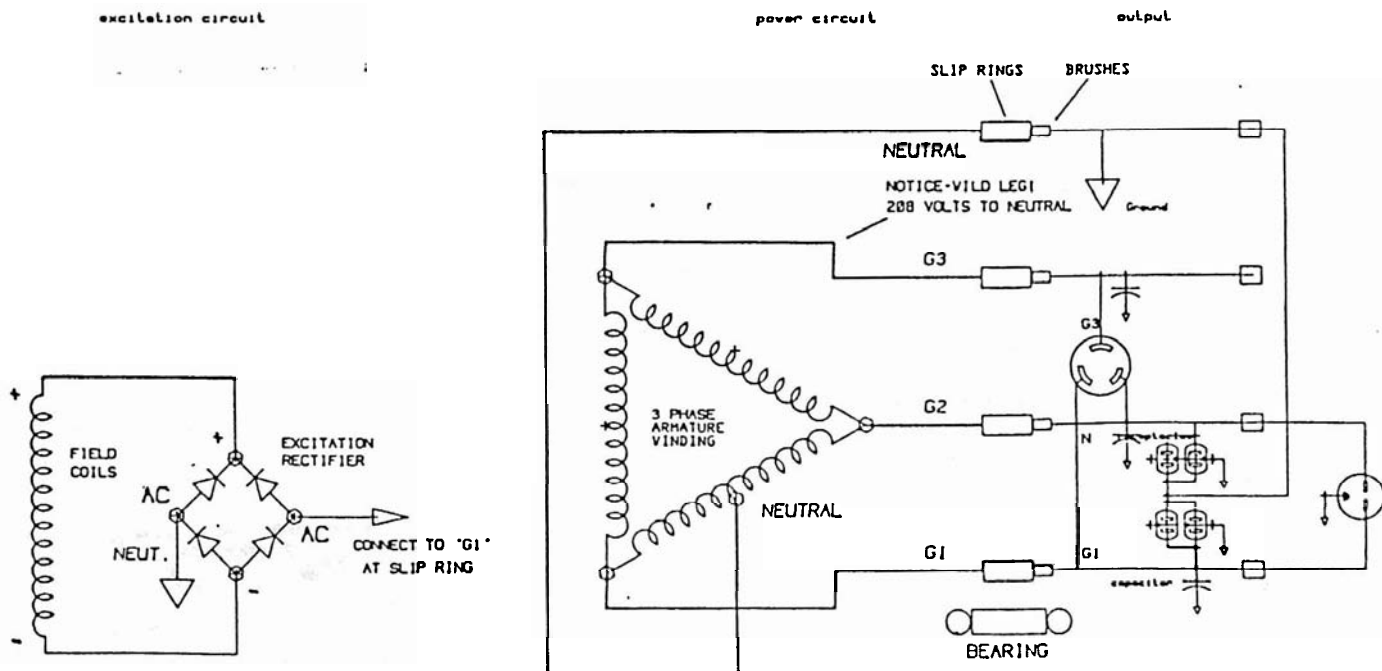 excitation circuit
power circuit
output
SLIP RINGS
BRUSHES
NEUTRAL
NOTICE-WILD LEG!
208 VOLTS TO NEUTRAL
Ground
G3
G3
+
+
3 PHASE
ARMATURE
WINDING
G2
N
NEUTRAL
G1
G1
capacitor
BEARING
+
-
FIELD
COILS
+
EXCITATION
RECTIFIER
AC
AC
NEUT.
-
CONNECT TO "G1"
AT SLIP RING